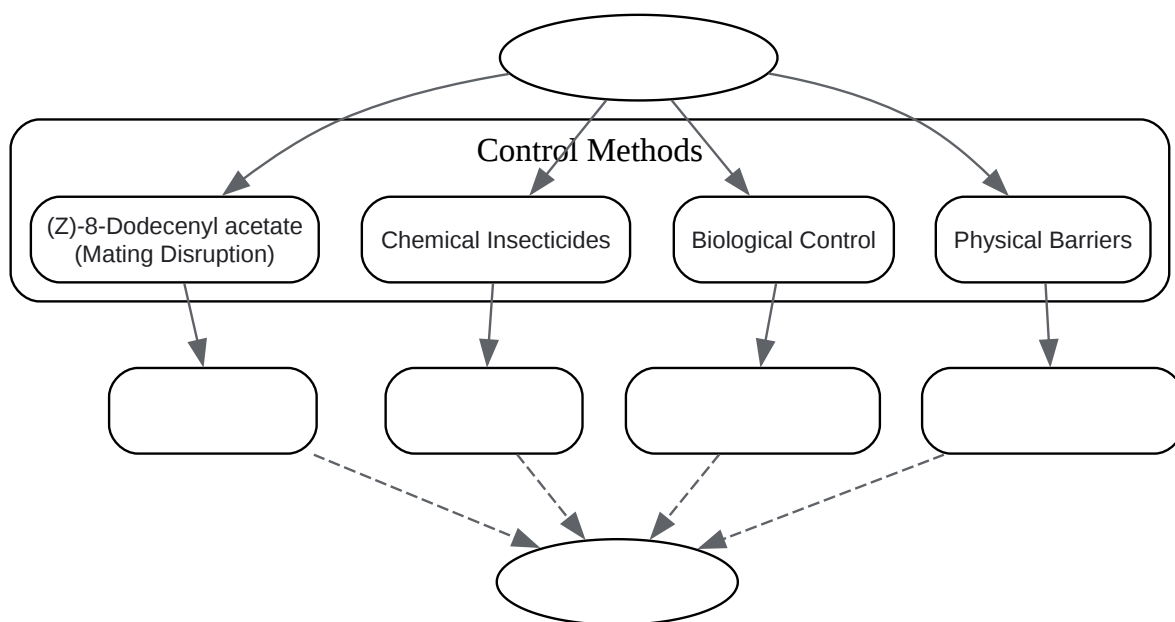 Control Methods
(Z)-8-Dodecenyl acetate
(Mating Disruption)
Chemical Insecticides
Biological Control
Physical Barriers